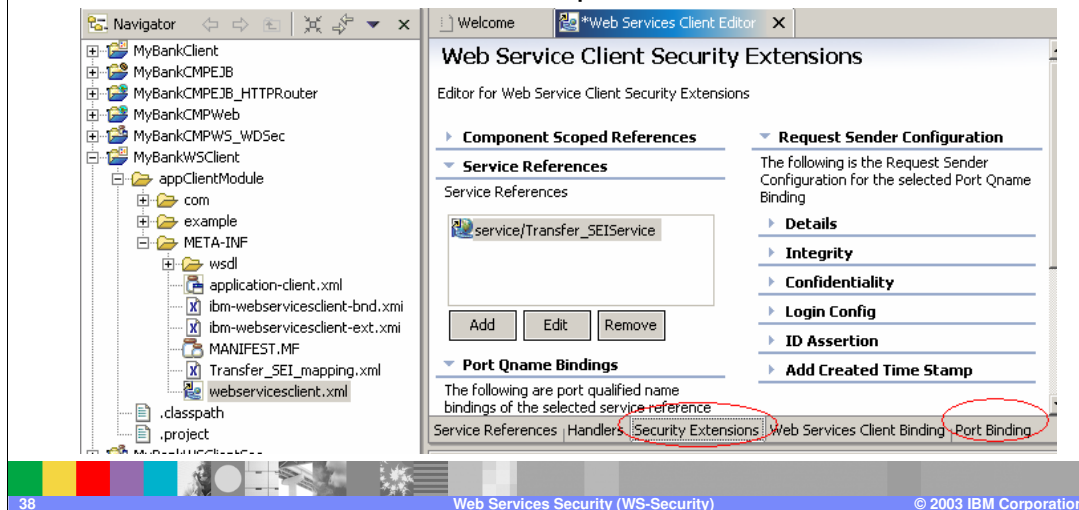 Navigator
MyBankClient
MyBankCMPEJB
MyBankCMPEJB_HTTPRouter
MyBankCMPWeb
MyBankCMPWS_WDSec
MyBankWSClient
appClientModule
com
example
META-INF
wsdl
application-client.xml
ibm-webservicesclient-bnd.xmi
ibm-webservicesclient-ext.xmi
MANIFEST.MF
Transfer_SEI_mapping.xml
webservicesclient.xml
.classpath
.project
Welcome
*Web Services Client Editor
Web Service Client Security Extensions
Editor for Web Service Client Security Extensions
Component Scoped References
Service References
Service References
service/Transfer_SEIService
Add Edit Remove
Port Qname Bindings
The following are port qualified name
bindings of the selected service reference
Request Sender Configuration
The following is the Request Sender
Configuration for the selected Port Qname
Binding
Details
Integrity
Confidentiality
Login Config
ID Assertion
Add Created Time Stamp
Service References Handlers Security Extensions Web Services Client Binding Port Binding
38 Web Services Security (WS-Security) © 2003 IBM Corporation